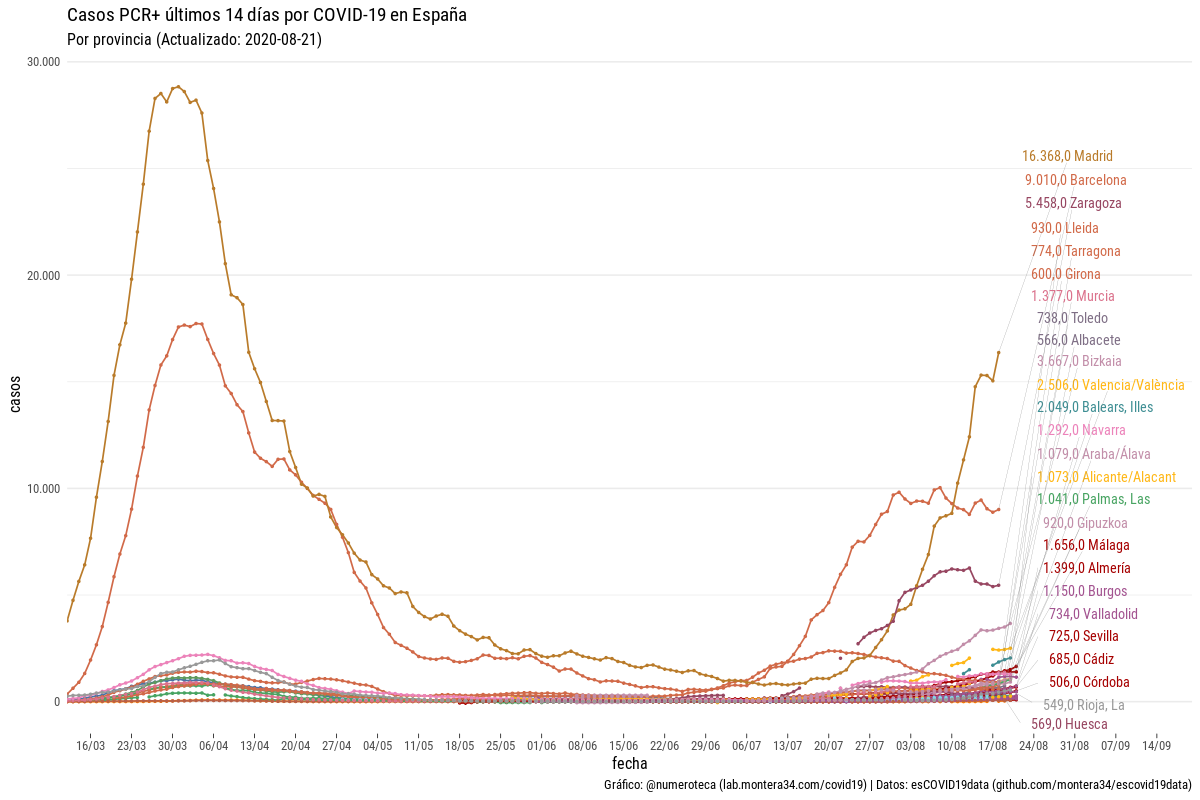 Casos PCR+ últimos 14 días por COVID-19 en España
Por provincia (Actualizado: 2020-08-21)
30.000
20.000
10.000
0
casos
16.368,0 Madrid
9.010,0 Barcelona
5.458,0 Zaragoza
930,0 Lleida
774,0 Tarragona
600,0 Girona
1.377,0 Murcia
738,0 Toledo
566,0 Albacete
3.667,0 Bizkaia
2.506,0 Valencia/València
2.049,0 Balears, Illes
1.292,0 Navarra
1.079,0 Araba/Álava
1.073,0 Alicante/Alacant
1.041,0 Palmas, Las
920,0 Gipuzkoa
1.656,0 Málaga
1.399,0 Almería
1.150,0 Burgos
734,0 Valladolid
725,0 Sevilla
685,0 Cádiz
506,0 Córdoba
549,0 Rioja, La
569,0 Huesca
16/03 23/03 30/03 06/04 13/04 20/04 27/04 04/05 11/05 18/05 25/05 01/06 08/06 15/06 22/06 29/06 06/07 13/07 20/07 27/07 03/08 10/08 17/08 24/08 31/08 07/09 14/09
fecha
Gráfico: @numeroteca (lab.montera34.com/covid19) | Datos: esCOVID19data (github.com/montera34/escovid19data)